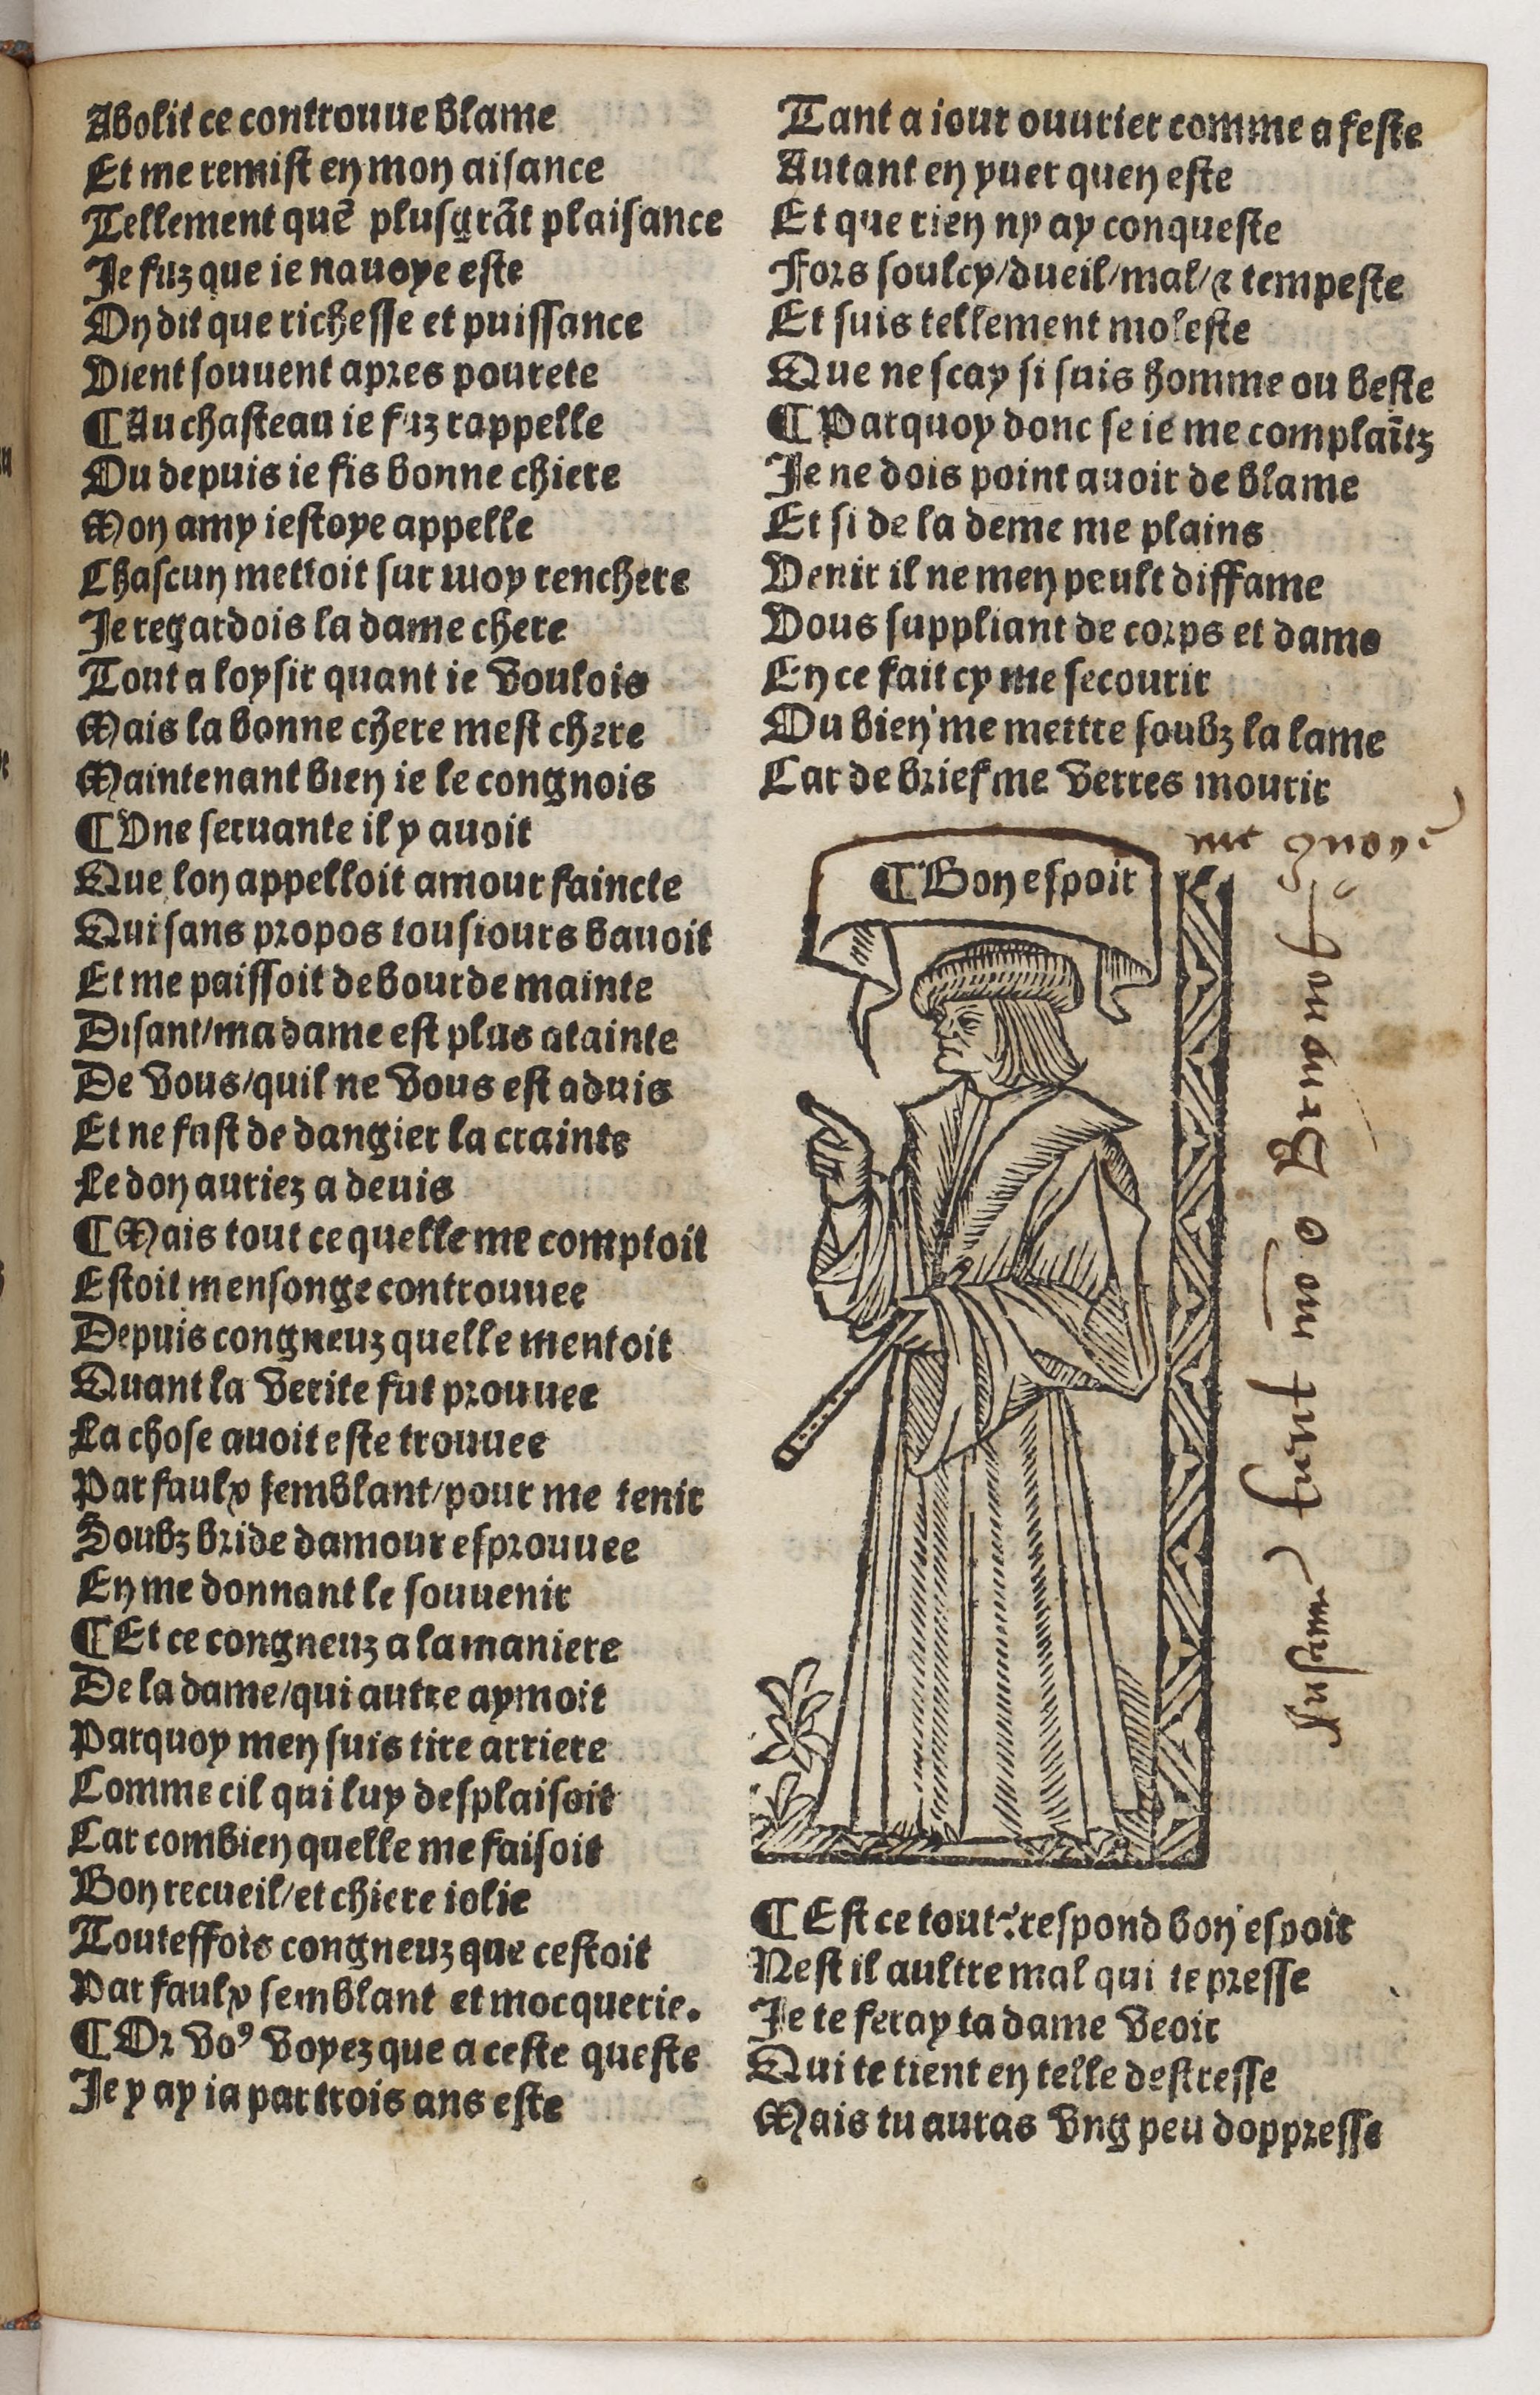 Abolit ce controuue blame
Et me remist en mon aisance
Tellement quē plusgrāt plaisance
Je fuz que ie nauoye este
On dit que richesse et puissance
Vient souuent apres pourete
¶Au chasteau ie fuz rappelle
Ou depuis ie fis bonne chiere
Mon amy iestoye appelle
Chascun mettoit sur moy renchere
Je regardois la dame chere
Tout a loysir quant ie voulois
Mais la bonne chere mest chere
Maintenant bien ie le congnois
¶Vne seruante il y auoit
Que lon appelloit amour faincte
Qui sans propos tousiours bauoit
Et me paissoit de bourde mainte
Disant/ma dame est plus atainte
De vous/quil ne vous est aduis
Et ne fust de dangier la crainte
Le don auriez a deuis
¶Mais tout ce quelle me comptoit
Estoit mensonge controuuee
Depuis congneuz quelle mentoit
Quant la verite fut prouuee
La chose auoit este trouuee
Par faulx semblant/pour me tenir
Soubz bride damour esprouuee
En me donnant le souuenir
¶Et ce congneuz a la maniere
De la dame/qui autre aymoit
Parquoy men suis tire arriere
Comme cil qui luy desplaisoit
Car combien quelle me faisoit
Bon recueil/et chiere iolie
Touteffois congneuz que cestoit
Par faulx semblant et mocquerie.
¶Or voꝰ voyez que a ceste queste
Je y ay ia par trois ans este
Tant a iour ouurier comme a feste
Autant en yuer quen este
Et que rien ny ay conqueste
Fors soulcy/dueil/mal/⁊ tempeste
Et suis tellement moleste
Que ne scay si suis homme ou beste
¶Parquoy donc se ie me complaītz
Je ne dois point auoir de blame
Et si de la deme me plains
Venir il ne men peult diffame
Vous suppliant de corps et dame
En ce fait cy me secourir
Ou bien me mettre soubz la lame
Car de brief me verres mourir
¶Bon espoir
¶Est ce tout? respond bon espoir
Nest il aultre mal qui te presse
Je te feray ta dame veoir
Qui te tient en telle destresse
Mais tu auras vng peu doppresse